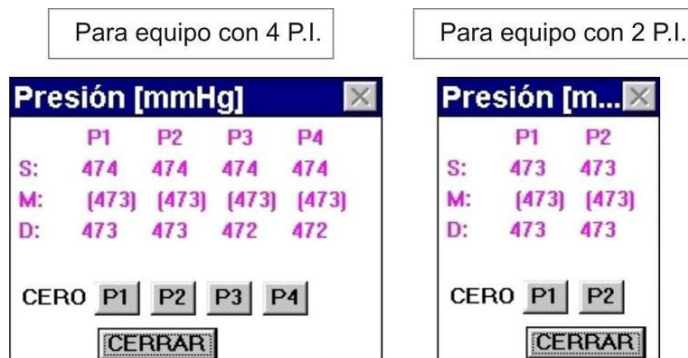 Para equipo con 4 P.I.
Presión [mmHg]
P1 P2 P3 P4
S: 474 474 474 474
M: (473) (473) (473) (473)
D: 473 473 472 472
CERO P1 P2 P3 P4
CERRAR
Para equipo con 2 P.I.
Presión [m...
P1 P2
S: 473 473
M: (473) (473)
D: 473 473
CERO P1 P2
CERRAR